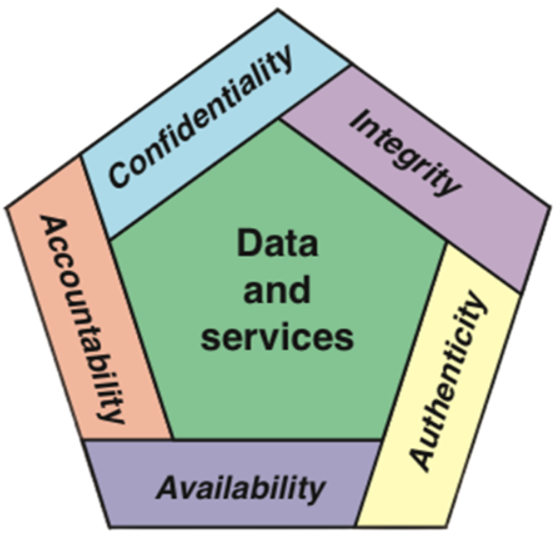 Confidentiality
Integrity
Accountability
Data
and
services
Authenticity
Availability